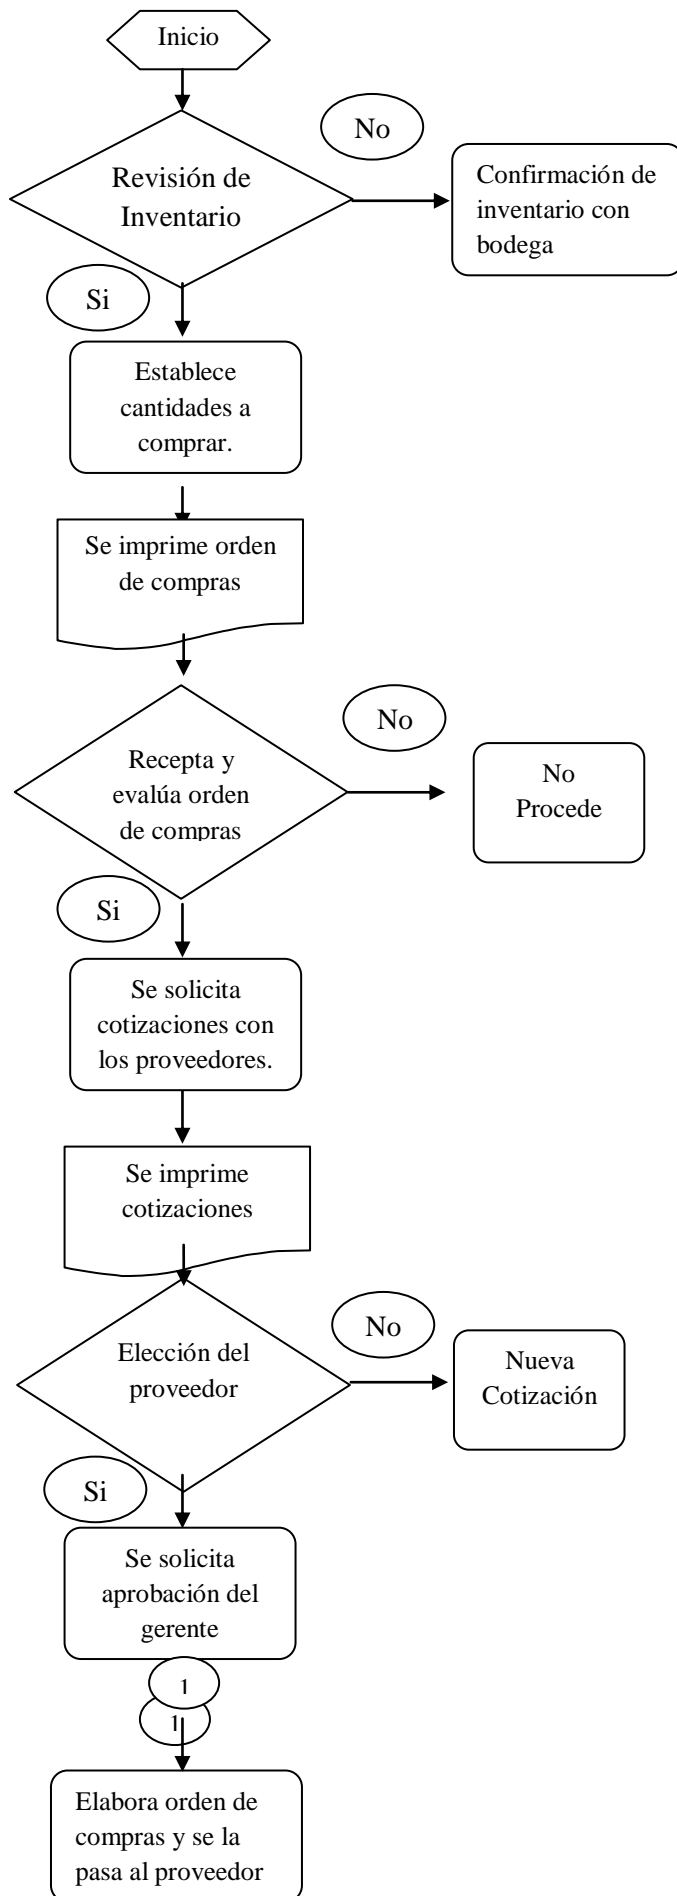 Inicio
No
Revisión de
Inventario
Confirmación de
inventario con
bodega
Si
Establece
cantidades a
comprar.
Se imprime orden
de compras
No
Recepta y
evalúa orden
de compras
No
Procede
Si
Se solicita
cotizaciones con
los proveedores.
Se imprime
cotizaciones
No
Elección del
proveedor
Nueva
Cotización
Si
Se solicita
aprobación del
gerente
1
1
Elabora orden de
compras y se la
pasa al proveedor